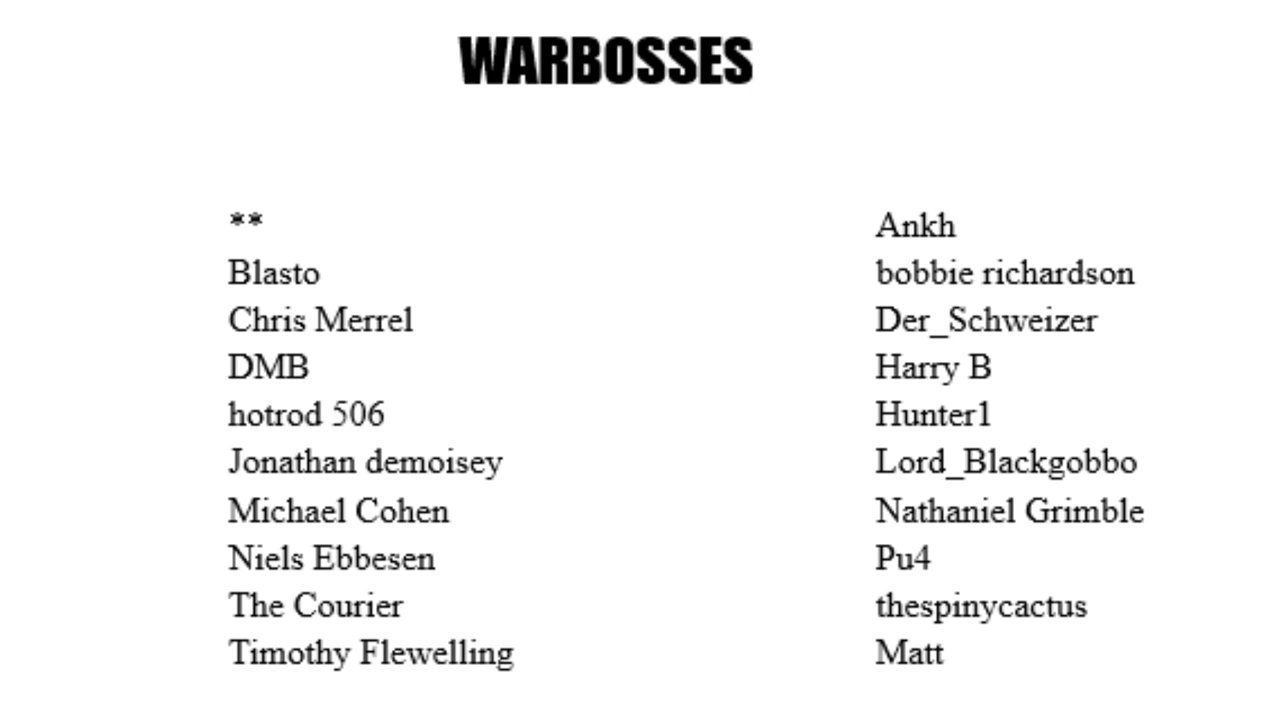 WARBOSSES
** Ankh
Blasto bobbie richardson
Chris Merrel Der_Schweizer
DMB Harry B
hotrod 506 Hunter1
Jonathan demoisey Lord_Blackgobbo
Michael Cohen Nathaniel Grimble
Niels Ebbesen Pu4
The Courier thespinycactus
Timothy Flewelling Matt